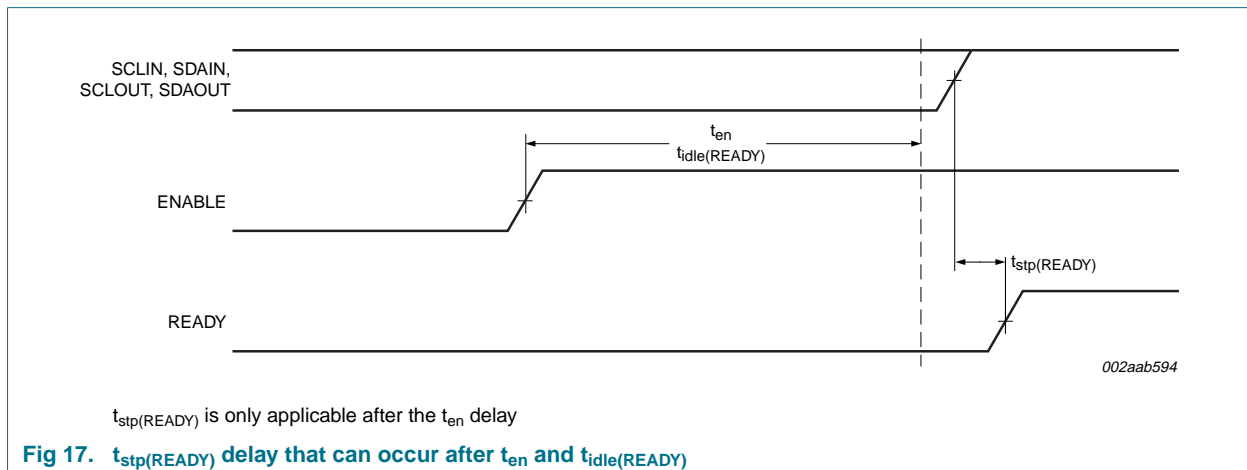 SCLIN, SDAIN,
SCLOUT, SDAOUT
ten
tidle(READY)
ENABLE
tstp(READY)
READY
002aab594
tstp(READY) is only applicable after the ten delay
Fig 17. tstp(READY) delay that can occur after ten and tidle(READY)